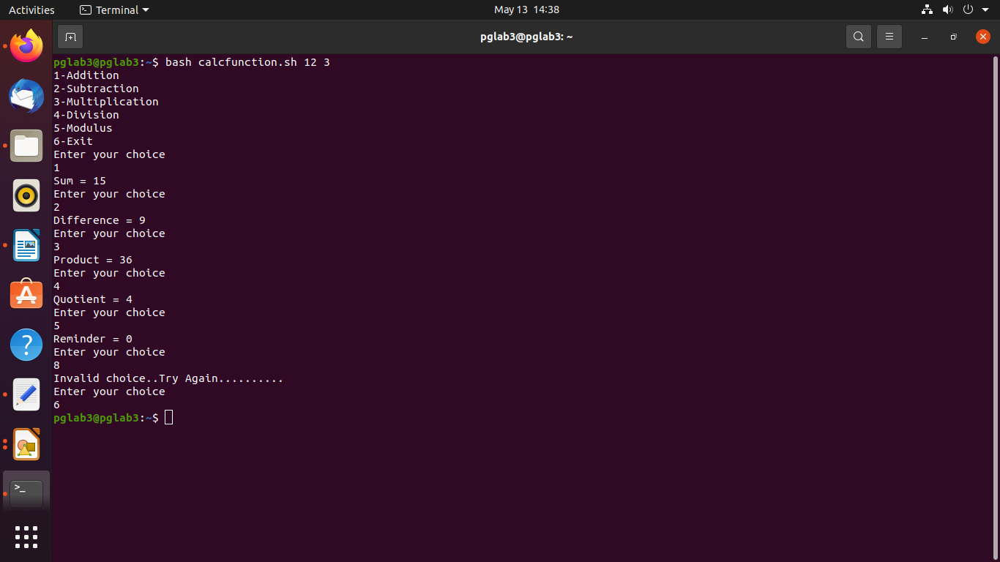 Activities
Terminal
May 13 14:38
pglab3@pglab3: ~
pglab3@pglab3:~$ bash calcfunction.sh 12 3
1-Addition
2-Subtraction
3-Multiplication
4-Division
5-Modulus
6-Exit
Enter your choice
1
Sum = 15
Enter your choice
2
Difference = 9
Enter your choice
3
Product = 36
Enter your choice
4
Quotient = 4
Enter your choice
5
Reminder = 0
Enter your choice
8
Invalid choice..Try Again..........
Enter your choice
6
pglab3@pglab3:~$